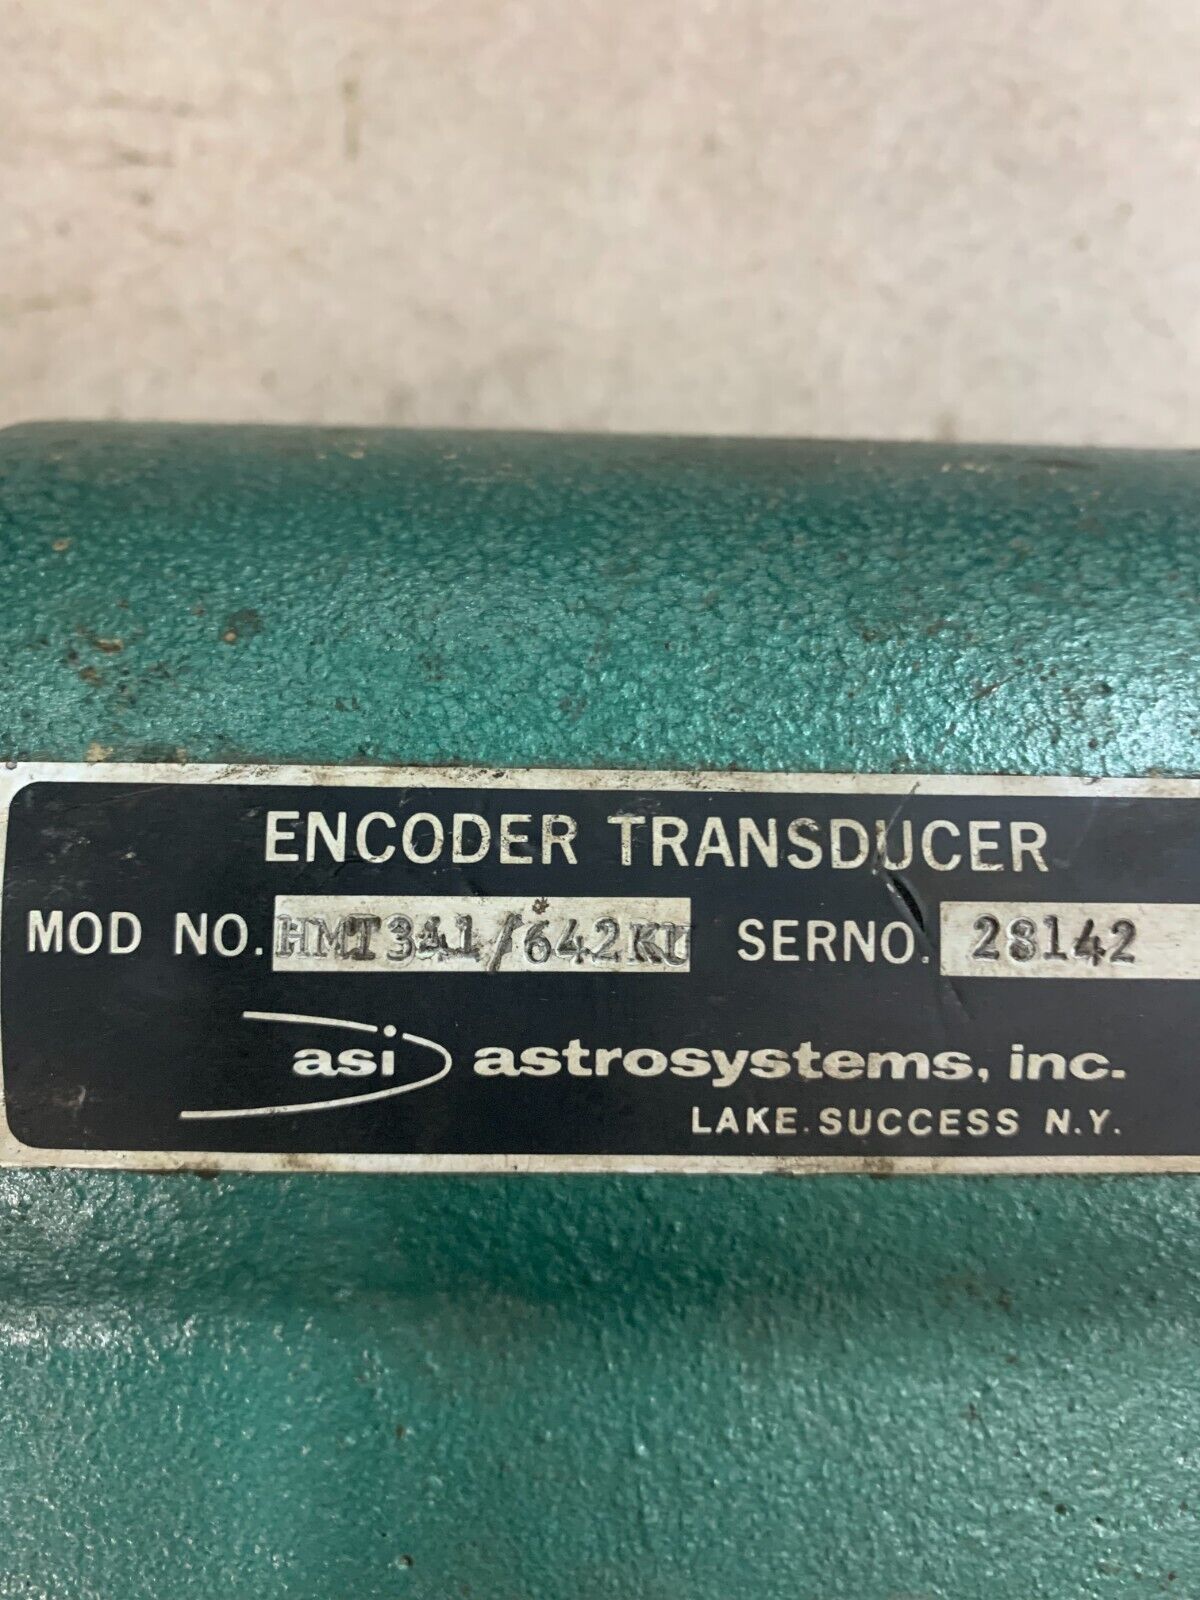 ENCODER TRANSDUCER
MOD NO. HMT341/642KU SERNO. 28142
asi astrosystems, inc.
LAKE SUCCESS N.Y.